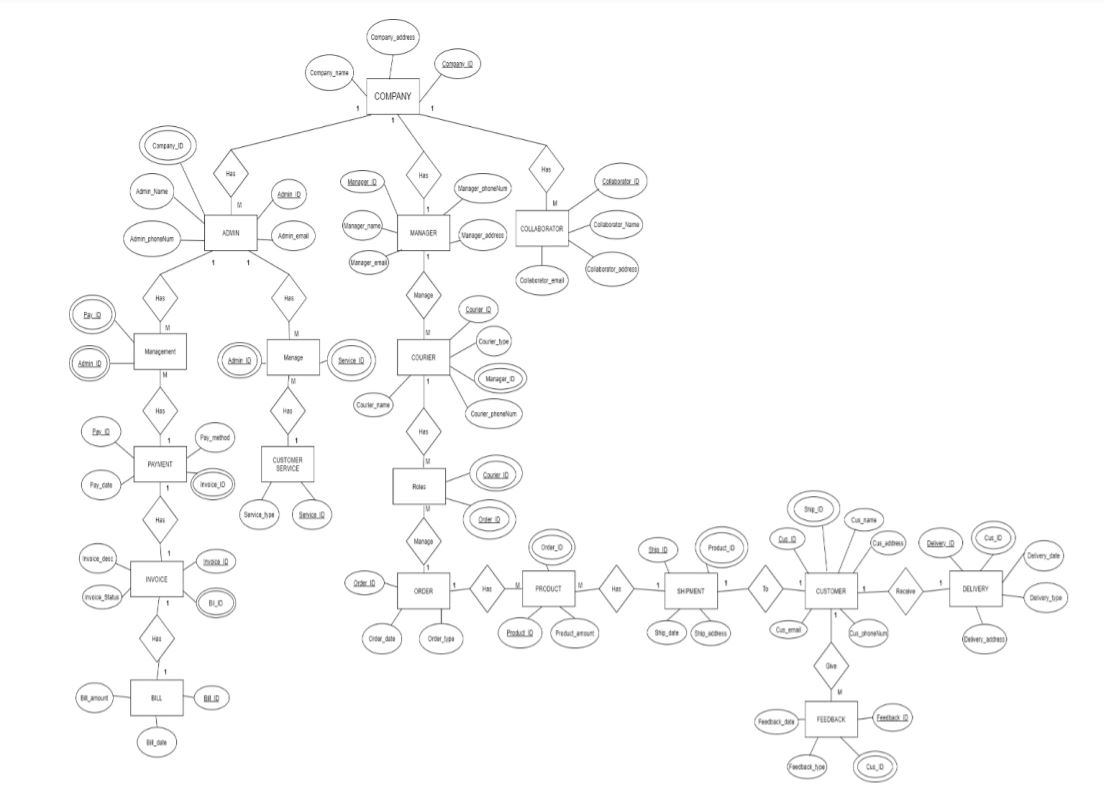 Company_address
Company_name
Company_ID
COMPANY
1
1
1
Company_ID
Has
Has
Has
Admin_Name
Admin_ID
Manager_ID
Manager_phoneNum
Collaborator_ID
M
1
M
Admin_phoneNum
ADMIN
Admin_email
Manager_name
MANAGER
Manager_address
COLLABORATOR
Collaborator_Name
Manager_email
Collaborator_address
Collaborator_email
1
1
1
Has
Has
Manage
Pay_ID
Courier_ID
M
M
M
Courier_type
Management
Admin_ID
Admin_ID
Manage
Service_ID
COURIER
Manager_ID
M
M
1
Courier_name
Courier_phoneNum
Has
Has
Has
Pay_ID
Pay_method
1
1
M
PAYMENT
CUSTOMER
SERVICE
Courier_ID
Pay_date
Invoice_ID
Roles
1
M
Service_type
Service_ID
Order_ID
Has
Manage
Ship_ID
Cus_name
Order_ID
Ship_ID
Product_ID
Cus_ID
Cus_address
Delivery_ID
Cus_ID
Invoice_desc
1
Invoice_ID
1
Delivery_date
INVOICE
Order_ID
ORDER
1
Has
M
PRODUCT
M
Has
1
SHIPMENT
1
To
1
CUSTOMER
1
Receive
1
DELIVERY
Delivery_type
Invoice_Status
1
Bil_ID
Order_date
Order_type
Product_ID
Product_amount
Ship_date
Ship_address
Cus_email
1
Cus_phoneNum
Delivery_address
Has
Give
1
M
Bill_amount
BILL
Bill_ID
Feedback_date
FEEDBACK
Feedback_ID
Bill_date
Feedback_type
Cus_ID